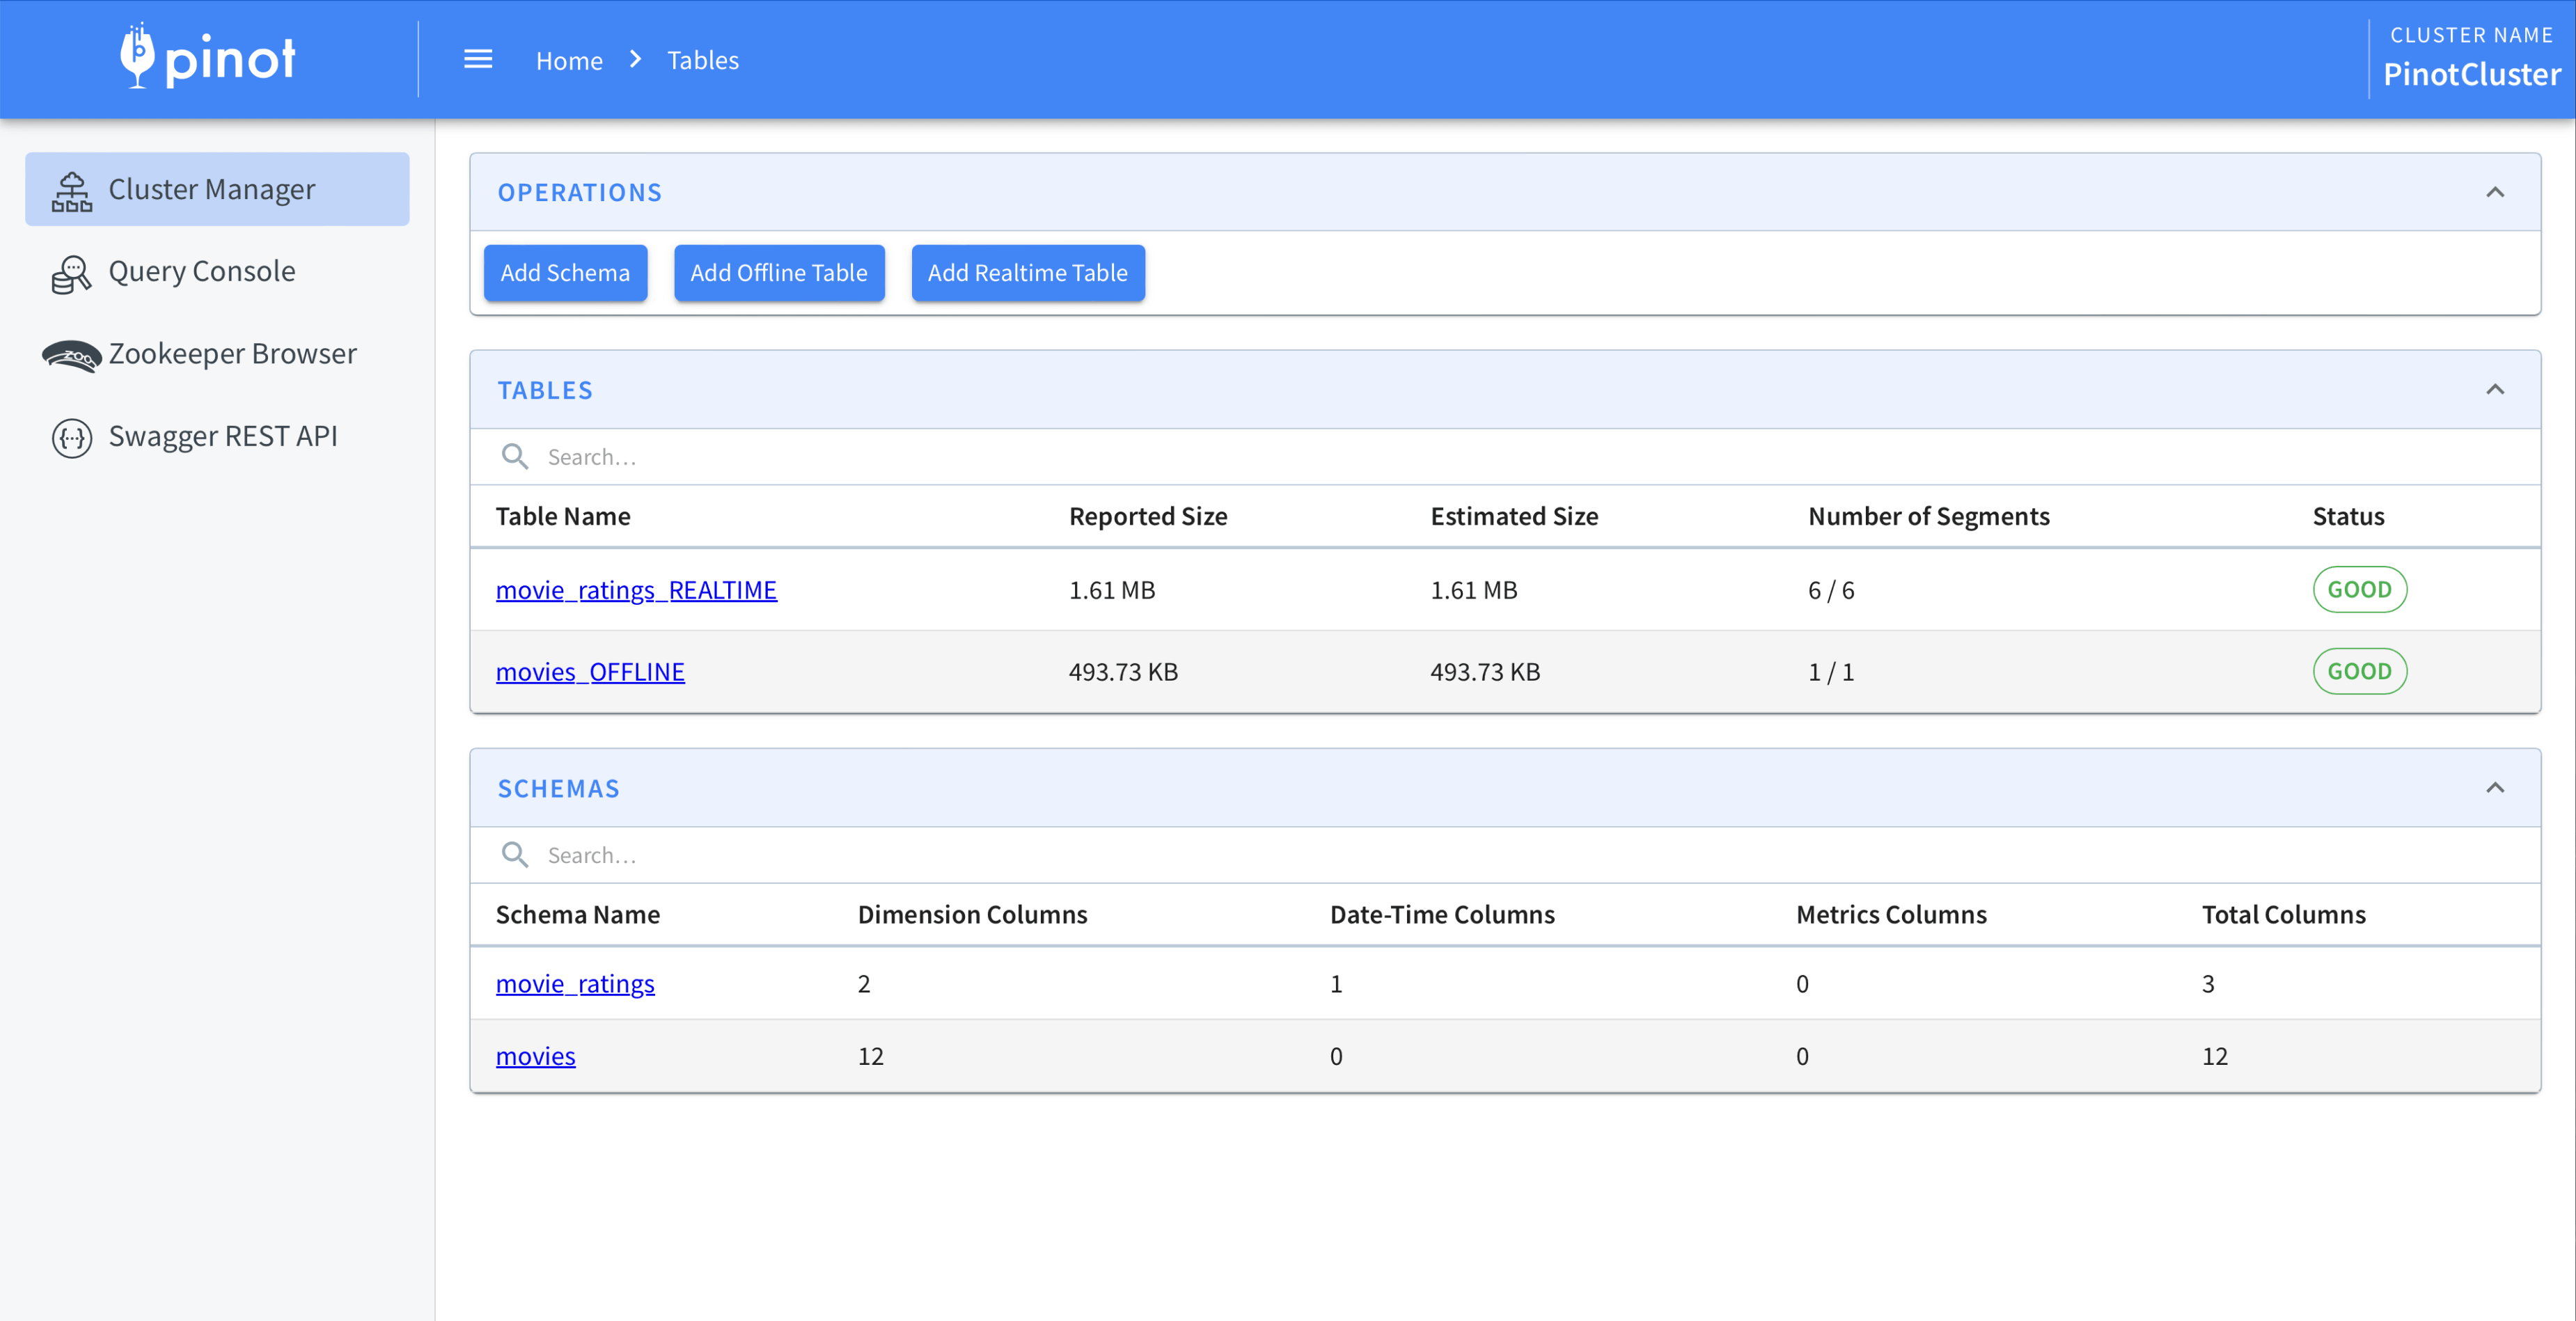 pinot
Home Tables
CLUSTER NAME
PinotCluster
Cluster Manager
Query Console
ZOO Zookeeper Browser
Swagger REST API
OPERATIONS
Add Schema Add Offline Table Add Realtime Table
TABLES
Search…
Table Name Reported Size Estimated Size Number of Segments Status
movie_ratings_REALTIME 1.61 MB 1.61 MB 6 / 6 GOOD
movies_OFFLINE 493.73 KB 493.73 KB 1 / 1 GOOD
SCHEMAS
Search…
Schema Name Dimension Columns Date-Time Columns Metrics Columns Total Columns
movie_ratings 2 1 0 3
movies 12 0 0 12